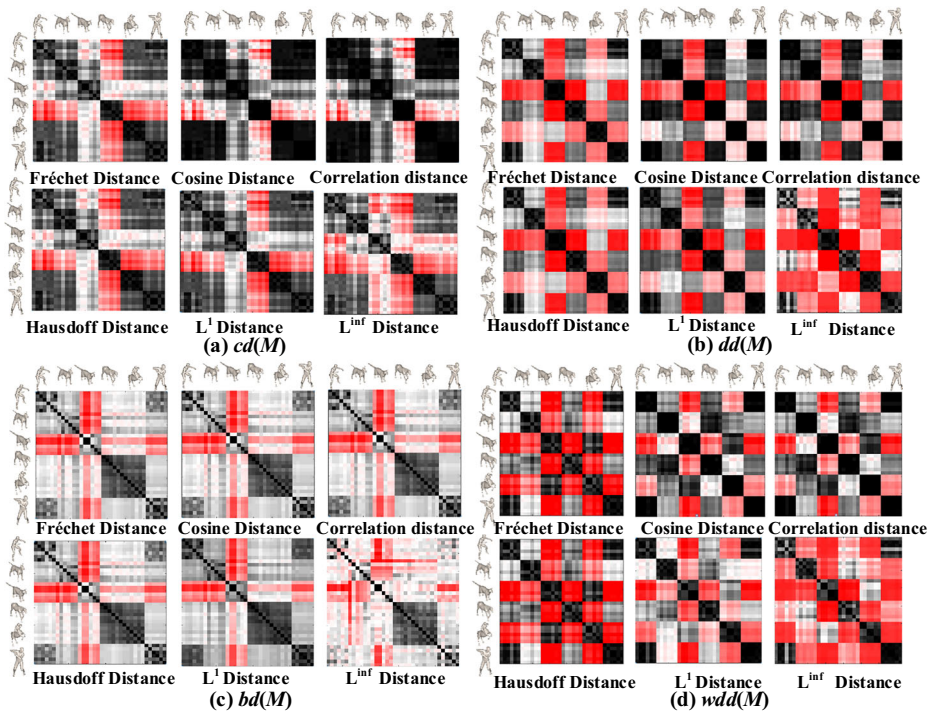 Fréchet Distance Cosine Distance Correlation distance
Hausdoff Distance L¹ Distance Lⁱⁿᶠ Distance
(a) cd(M)
Fréchet Distance Cosine Distance Correlation distance
Hausdoff Distance L¹ Distance Lⁱⁿᶠ Distance
(b) dd(M)
Fréchet Distance Cosine Distance Correlation distance
Hausdoff Distance L¹ Distance Lⁱⁿᶠ Distance
(c) bd(M)
Fréchet Distance Cosine Distance Correlation distance
Hausdoff Distance L¹ Distance Lⁱⁿᶠ Distance
(d) wdd(M)